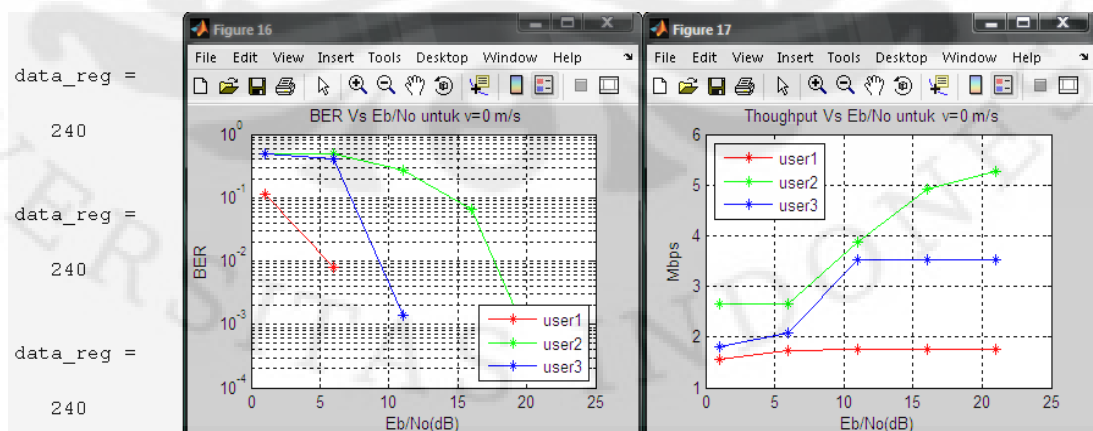 data_reg =
240
data_reg =
240
data_reg =
240
Figure 16
File Edit View Insert Tools Desktop Window Help
BER Vs Eb/No untuk v=0 m/s
10^0
10^-1
10^-2
10^-3
10^-4
BER
0 5 10 15 20 25
Eb/No(dB)
user1
user2
user3
Figure 17
File Edit View Insert Tools Desktop Window Help
Thoughput Vs Eb/No untuk v=0 m/s
6
5
4
3
2
1
Mbps
0 5 10 15 20 25
Eb/No(dB)
user1
user2
user3